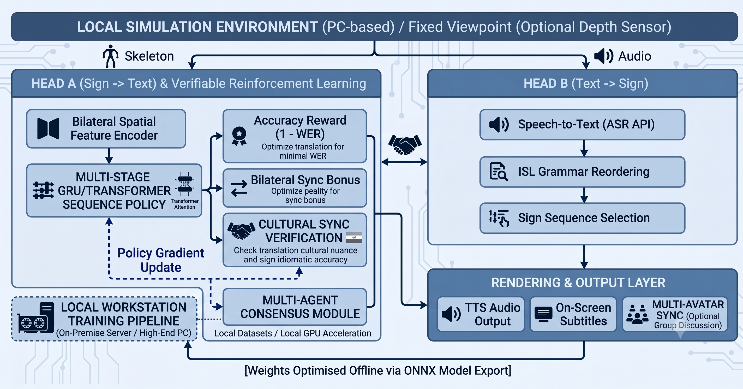 LOCAL SIMULATION ENVIRONMENT (PC-based) / Fixed Viewpoint (Optional Depth Sensor)
Skeleton
Audio
HEAD A (Sign -> Text) & Verifiable Reinforcement Learning
Bilateral Spatial
Feature Encoder
MULTI-STAGE
GRU/TRANSFORMER
SEQUENCE POLICY
Transformer
Attention
Accuracy Reward
(1 - WER)
Optimize translation for
minimal WER
Bilateral Sync Bonus
Optimize peality for
sync bonus
CULTURAL SYNC
VERIFICATION
Check translation cultural nuance
and sign idiomatic accuracy
Policy Gradient
Update
MULTI-AGENT
CONSENSUS MODULE
Local Datasets / Local GPU Acceleration
LOCAL WORKSTATION
TRAINING PIPELINE
(On-Premise Server / High-End PC)
HEAD B (Text -> Sign)
Speech-to-Text (ASR API)
ISL Grammar Reordering
Sign Sequence Selection
RENDERING & OUTPUT LAYER
TTS Audio
Output
On-Screen
Subtitles
MULTI-AVATAR
SYNC (Optional
Group Discussion)
[Weights Optimised Offline via ONNX Model Export]